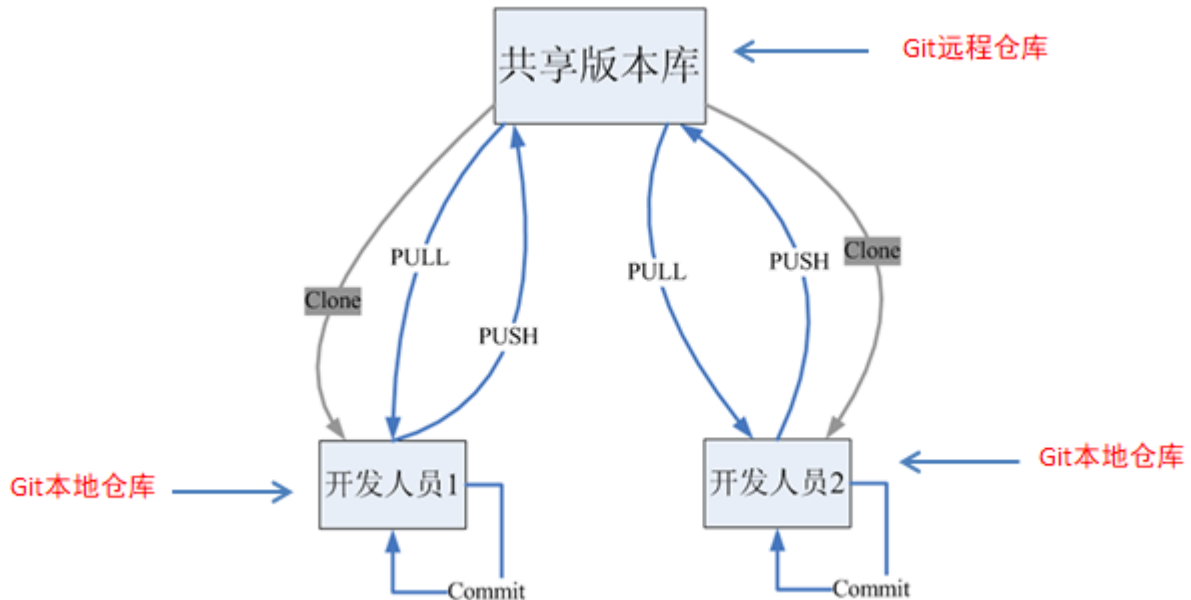 共享版本库
Git远程仓库
PULL
PUSH
Clone
PULL
PUSH
Clone
Git本地仓库
开发人员1
Commit
开发人员2
Git本地仓库
Commit